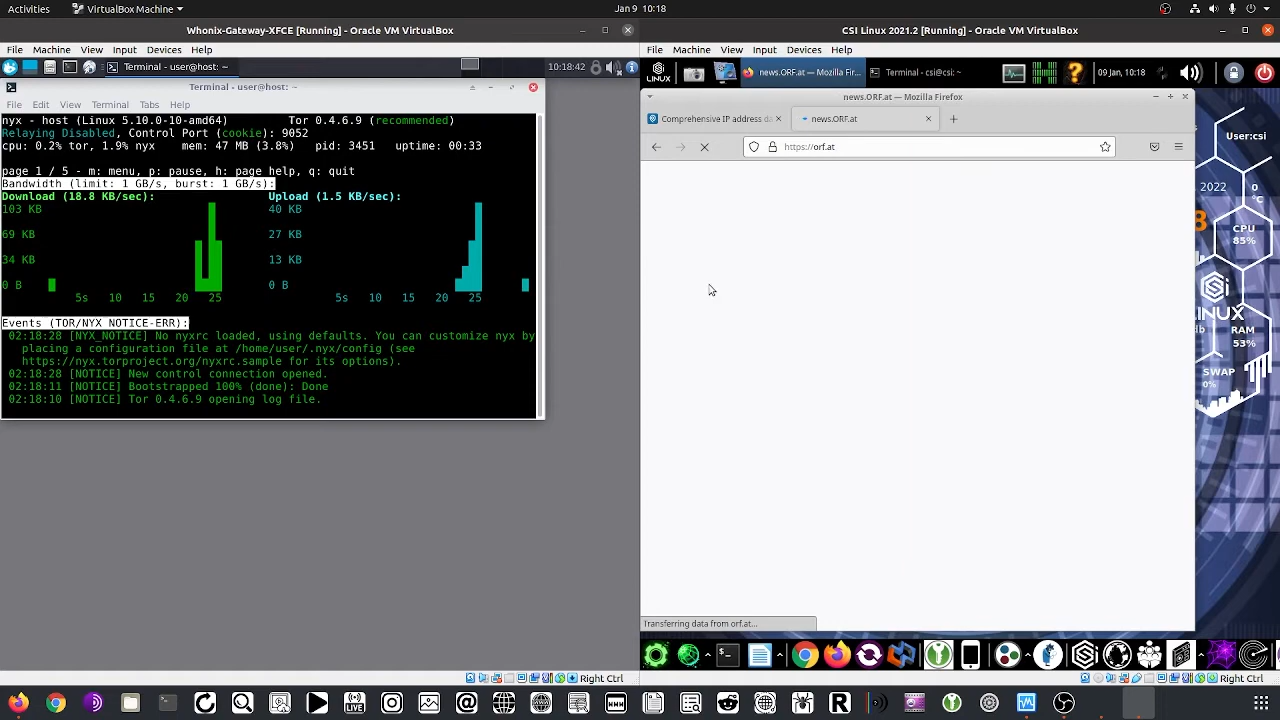 Activities
VirtualBox Machine
Jan 9 10:18
Whonix-Gateway-XFCE [Running] - Oracle VM VirtualBox
File Machine View Input Devices Help
Terminal - user@host: ~
10:18:42
Terminal - user@host: ~
File Edit View Terminal Tabs Help
nyx - host (Linux 5.10.0-10-amd64) Tor 0.4.6.9 (recommended)
Relaying Disabled, Control Port (cookie): 9052
cpu: 0.2% tor, 1.9% nyx mem: 47 MB (3.8%) pid: 3451 uptime: 00:33
page 1 / 5 - m: menu, p: pause, h: page help, q: quit
Bandwidth (limit: 1 GB/s, burst: 1 GB/s):
Download (18.8 KB/sec): Upload (1.5 KB/sec):
103 KB 40 KB
69 KB 27 KB
34 KB 13 KB
0 B 0 B
5s 10 15 20 25 5s 10 15 20 25
Events (TOR/NYX NOTICE-ERR):
02:18:28 [NYX_NOTICE] No nyxrc loaded, using defaults. You can customize nyx by
placing a configuration file at /home/user/.nyx/config (see
https://nyx.torproject.org/nyxrc.sample for its options).
02:18:28 [NOTICE] New control connection opened.
02:18:11 [NOTICE] Bootstrapped 100% (done): Done
02:18:10 [NOTICE] Tor 0.4.6.9 opening log file.
Right Ctrl
CSI Linux 2021.2 [Running] - Oracle VM VirtualBox
File Machine View Input Devices Help
LINUX
news.ORF.at — Mozilla Fir...
Terminal - csi@csi: ~
09 Jan, 10:18
news.ORF.at — Mozilla Firefox
Comprehensive IP address da
news.ORF.at
https://orf.at
Transferring data from orf.at...
User:csi
2022
0
°C
8
CPU
85%
LINUX
db
RAM
53%
SWAP
0%
Right Ctrl
LIVE
WWW